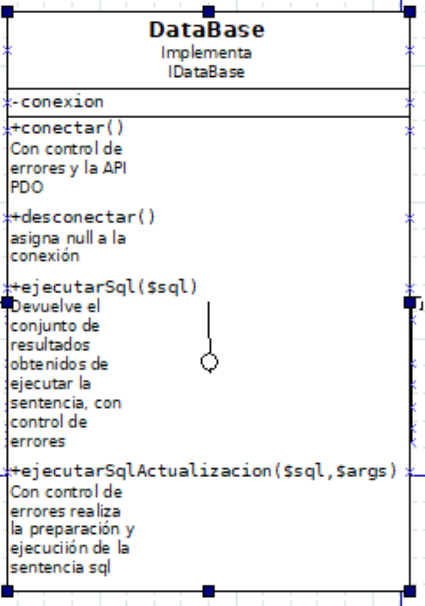 DataBase
Implementa
IDataBase
-conexion
+conectar()
Con control de
errores y la API
PDO
+desconectar()
asigna null a la
conexión
+ejecutarSql($sql)
Devuelve el
conjunto de
resultados
obtenidos de
ejecutar la
sentencia, con
control de
errores
+ejecutarSqlActualizacion($sql,$args)
Con control de
errores realiza
la preparación y
ejecuciión de la
sentencia sql